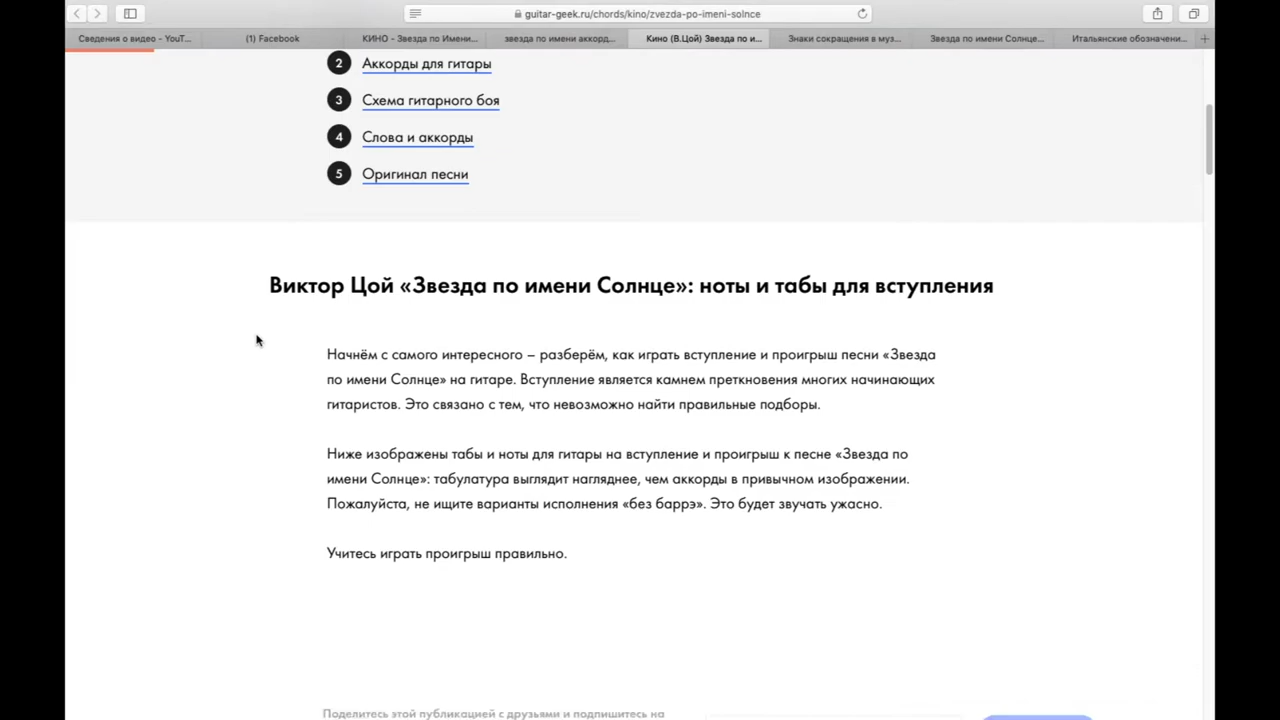 guitar-geek.ru/chords/kino/zvezda-po-imeni-solnce
Сведения о видео - YouT... (1) Facebook КИНО - Звезда по Имени... звезда по имени аккорд... Кино (В.Цой) Звезда по и... Знаки сокращения в муз... Звезда по имени Солнце... Итальянские обозначени...
2 Аккорды для гитары
3 Схема гитарного боя
4 Слова и аккорды
5 Оригинал песни
Виктор Цой «Звезда по имени Солнце»: ноты и табы для вступления
Начнём с самого интересного – разберём, как играть вступление и проигрыш песни «Звезда
по имени Солнце» на гитаре. Вступление является камнем преткновения многих начинающих
гитаристов. Это связано с тем, что невозможно найти правильные подборы.
Ниже изображены табы и ноты для гитары на вступление и проигрыш к песне «Звезда по
имени Солнце»: табулатура выглядит нагляднее, чем аккорды в привычном изображении.
Пожалуйста, не ищите варианты исполнения «без баррэ». Это будет звучать ужасно.
Учитесь играть проигрыш правильно.
Поделитесь этой публикацией с друзьями и подпишитесь на